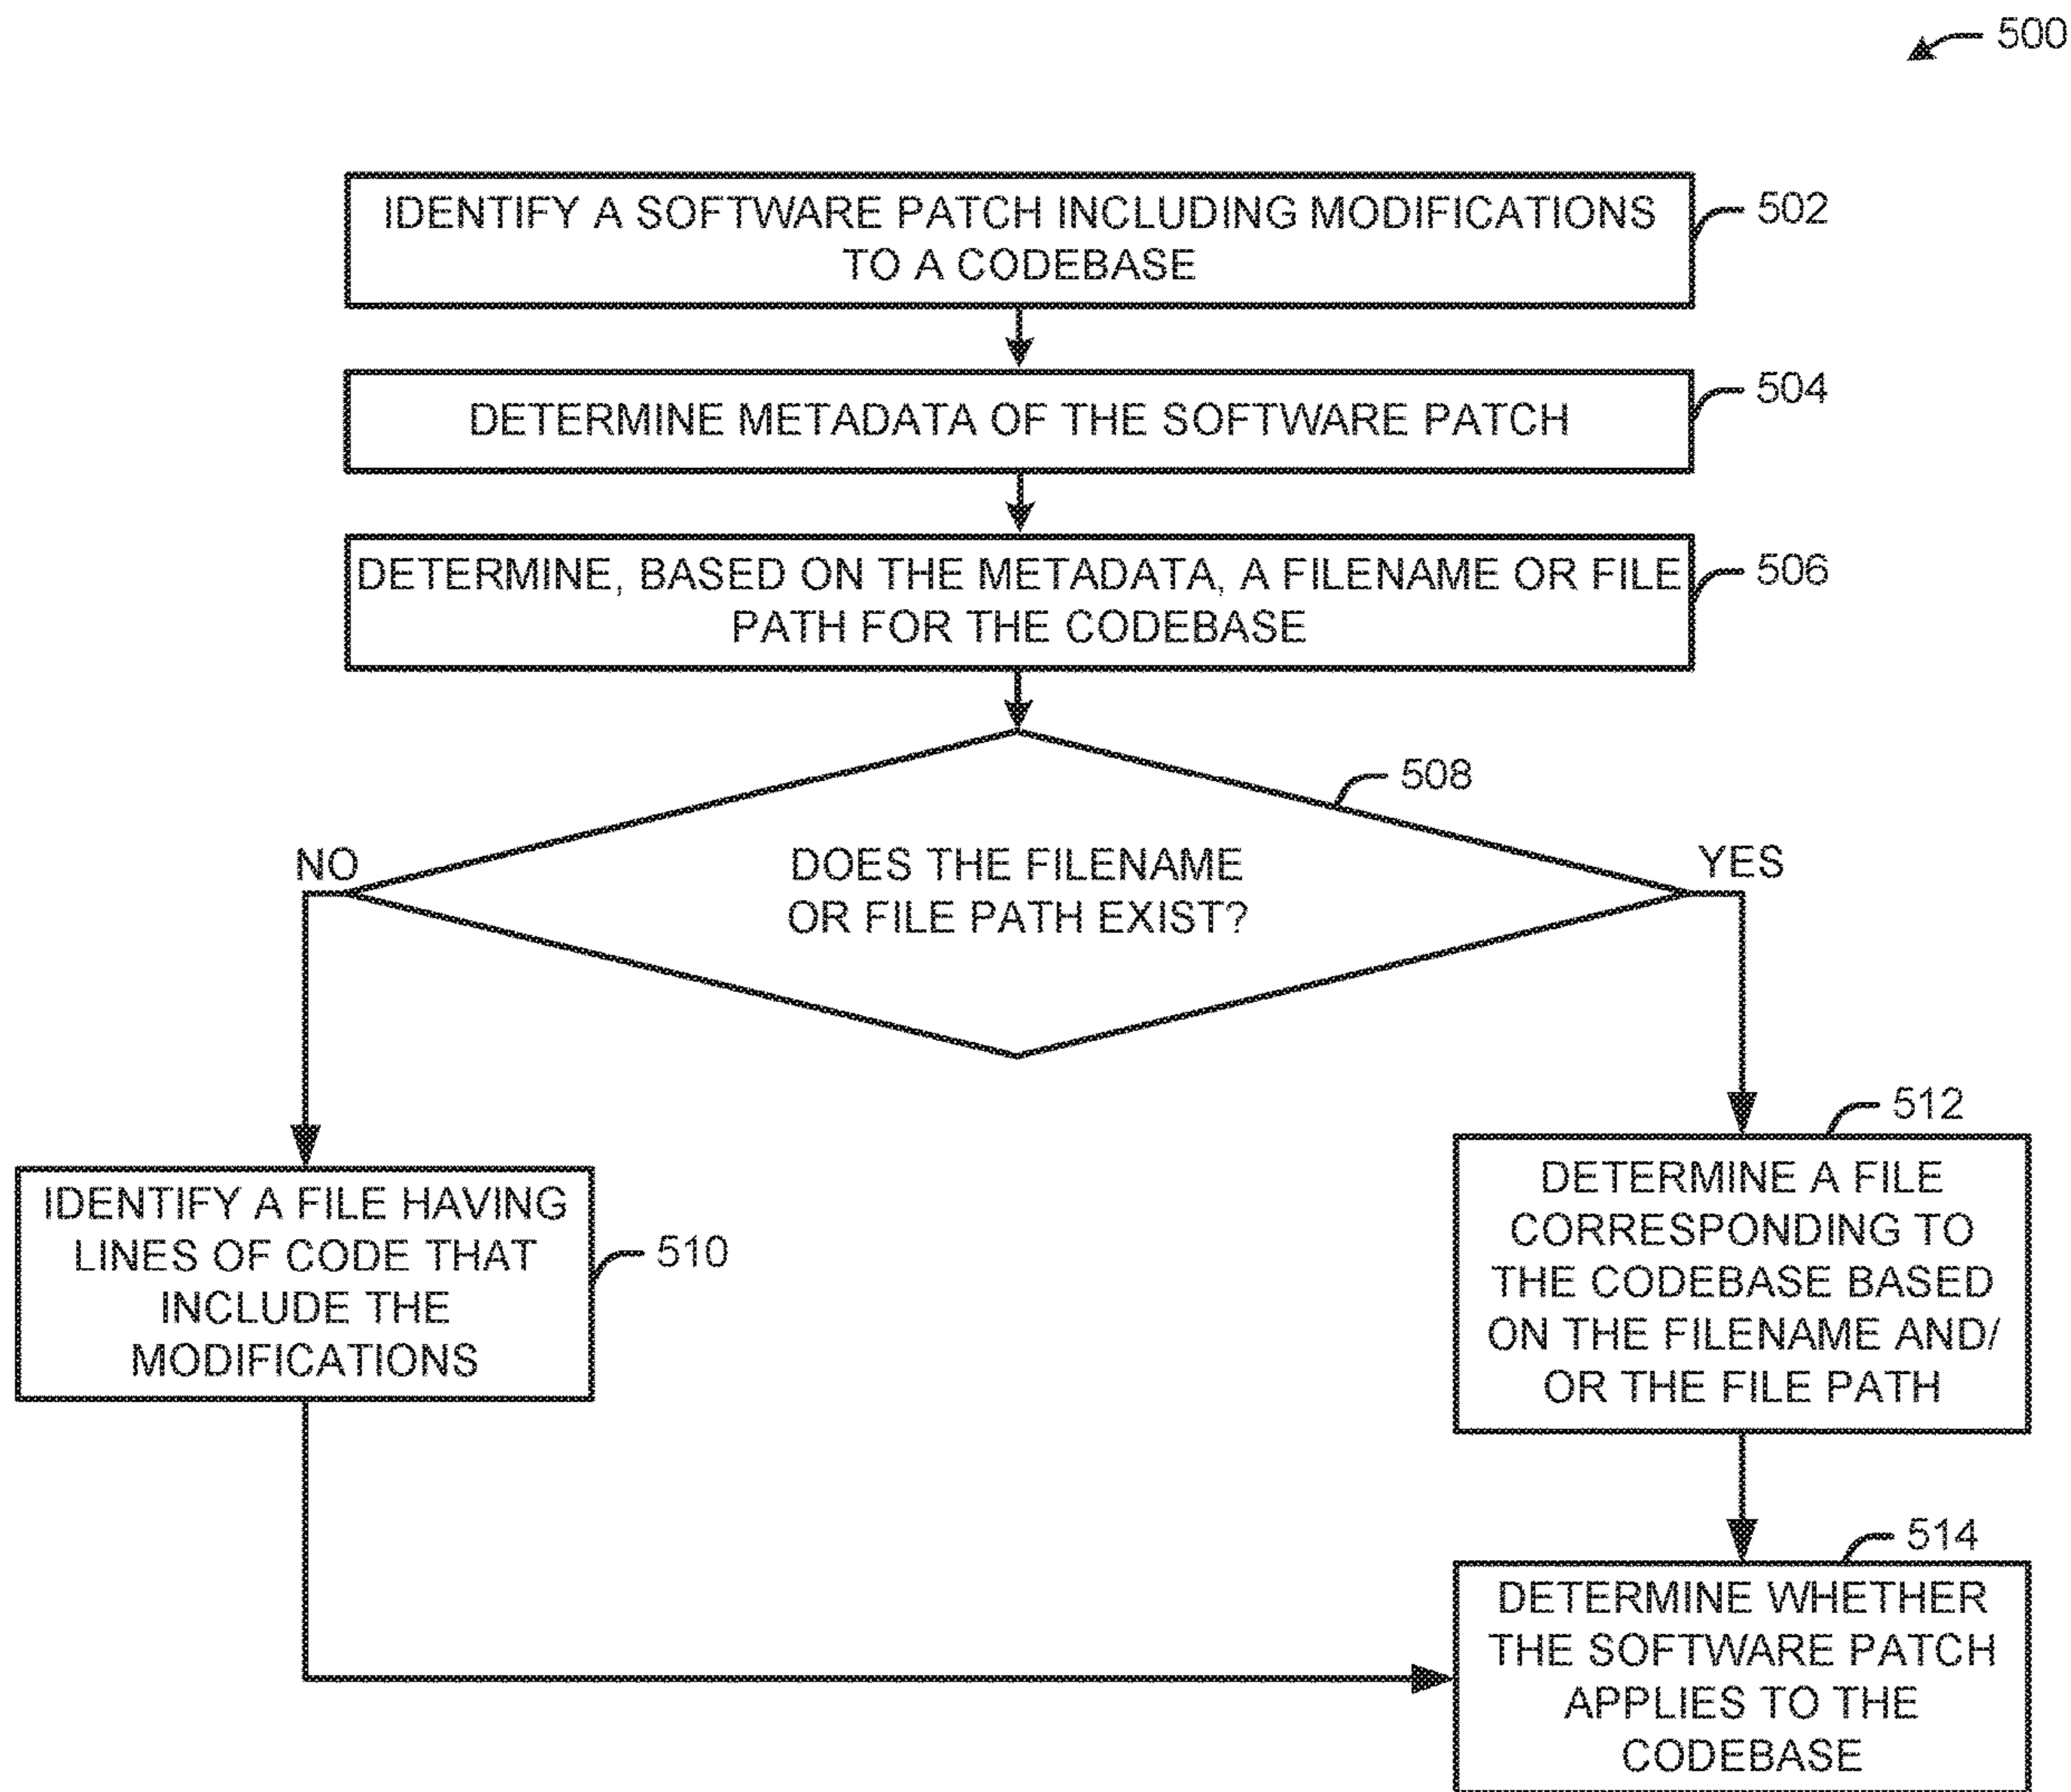 500
IDENTIFY A SOFTWARE PATCH INCLUDING MODIFICATIONS
TO A CODEBASE
502
DETERMINE METADATA OF THE SOFTWARE PATCH
504
DETERMINE, BASED ON THE METADATA, A FILENAME OR FILE
PATH FOR THE CODEBASE
506
508
DOES THE FILENAME
OR FILE PATH EXIST?
NO
YES
IDENTIFY A FILE HAVING
LINES OF CODE THAT
INCLUDE THE
MODIFICATIONS
510
512
DETERMINE A FILE
CORRESPONDING TO
THE CODEBASE BASED
ON THE FILENAME AND/
OR THE FILE PATH
514
DETERMINE WHETHER
THE SOFTWARE PATCH
APPLIES TO THE
CODEBASE